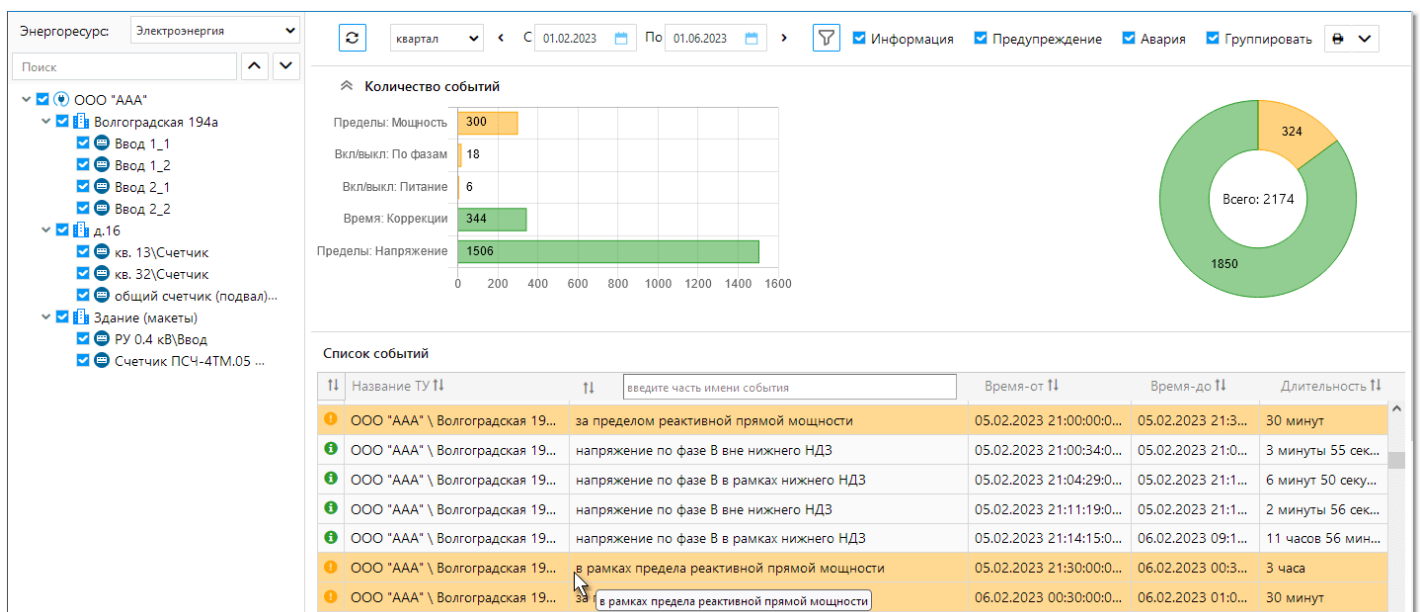 Энергоресурс: Электроэнергия
квартал С 01.02.2023 По 01.06.2023 Информация Предупреждение Авария Группировать
Поиск
ООО "ААА"
Волгоградская 194а
Ввод 1_1
Ввод 1_2
Ввод 2_1
Ввод 2_2
д.16
кв. 13\Счетчик
кв. 32\Счетчик
общий счетчик (подвал)...
Здание (макеты)
РУ 0.4 кВ\Ввод
Счетчик ПСЧ-4ТМ.05 ...
Количество событий
Пределы: Мощность 300
Вкл/выкл: По фазам 18
Вкл/выкл: Питание 6
Время: Коррекции 344
Пределы: Напряжение 1506
0 200 400 600 800 1000 1200 1400 1600
324
Всего: 2174
1850
Список событий
Название ТУ введите часть имени события Время-от Время-до Длительность
ООО "ААА" \ Волгоградская 19... за пределом реактивной прямой мощности 05.02.2023 21:00:00:0... 05.02.2023 21:3... 30 минут
ООО "ААА" \ Волгоградская 19... напряжение по фазе В вне нижнего НДЗ 05.02.2023 21:00:34:0... 05.02.2023 21:0... 3 минуты 55 сек...
ООО "ААА" \ Волгоградская 19... напряжение по фазе В в рамках нижнего НДЗ 05.02.2023 21:04:29:0... 05.02.2023 21:1... 6 минут 50 секу...
ООО "ААА" \ Волгоградская 19... напряжение по фазе В вне нижнего НДЗ 05.02.2023 21:11:19:0... 05.02.2023 21:1... 2 минуты 56 сек...
ООО "ААА" \ Волгоградская 19... напряжение по фазе В в рамках нижнего НДЗ 05.02.2023 21:14:15:0... 06.02.2023 09:1... 11 часов 56 мин...
ООО "ААА" \ Волгоградская 19... в рамках предела реактивной прямой мощности 05.02.2023 21:30:00:0... 06.02.2023 00:3... 3 часа
ООО "ААА" \ Волгоградская 19... 06.02.2023 00:30:00:0... 06.02.2023 01:0... 30 минут
в рамках предела реактивной прямой мощности